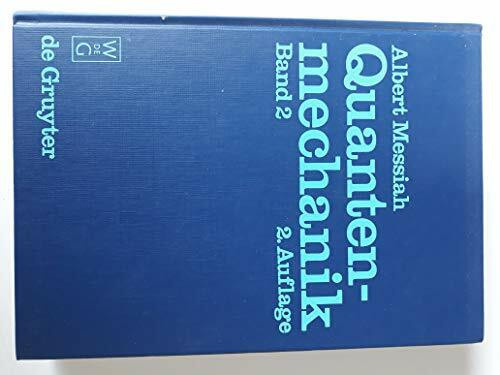 Albert Messiah
Quanten-
mechanik
Band 2 2. Auflage
W
DE
G
de Gruyter